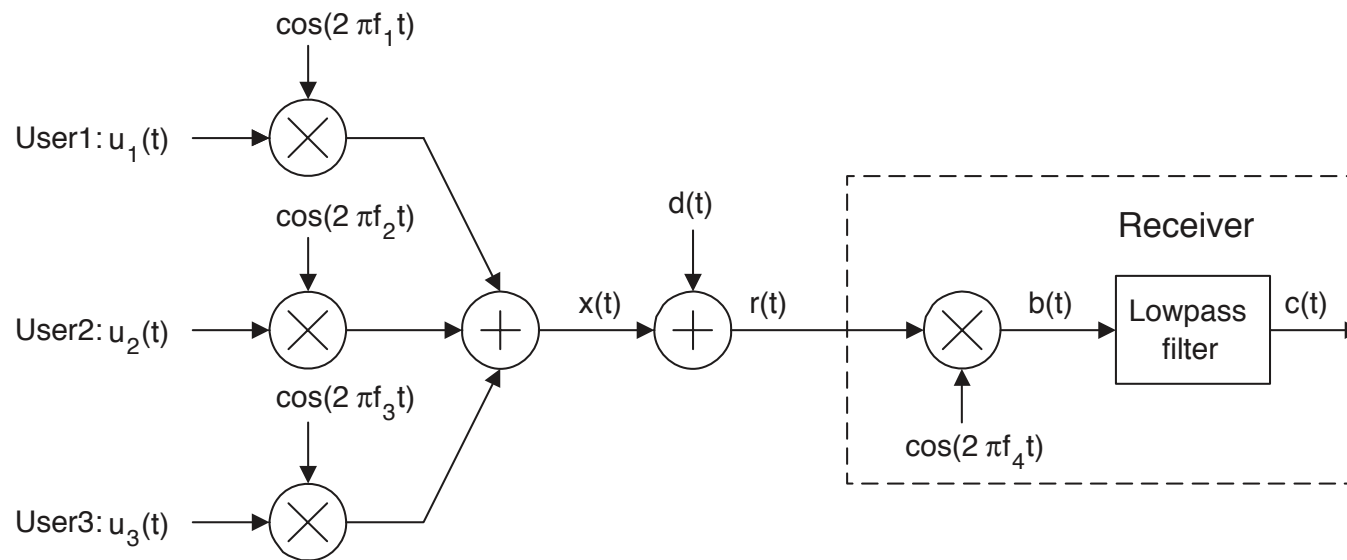 cos(2 πf₁t)
User1: u₁(t)
cos(2 πf₂t)
User2: u₂(t)
cos(2 πf₃t)
User3: u₃(t)
x(t)
d(t)
r(t)
Receiver
b(t)
Lowpass
filter
c(t)
cos(2 πf₄t)